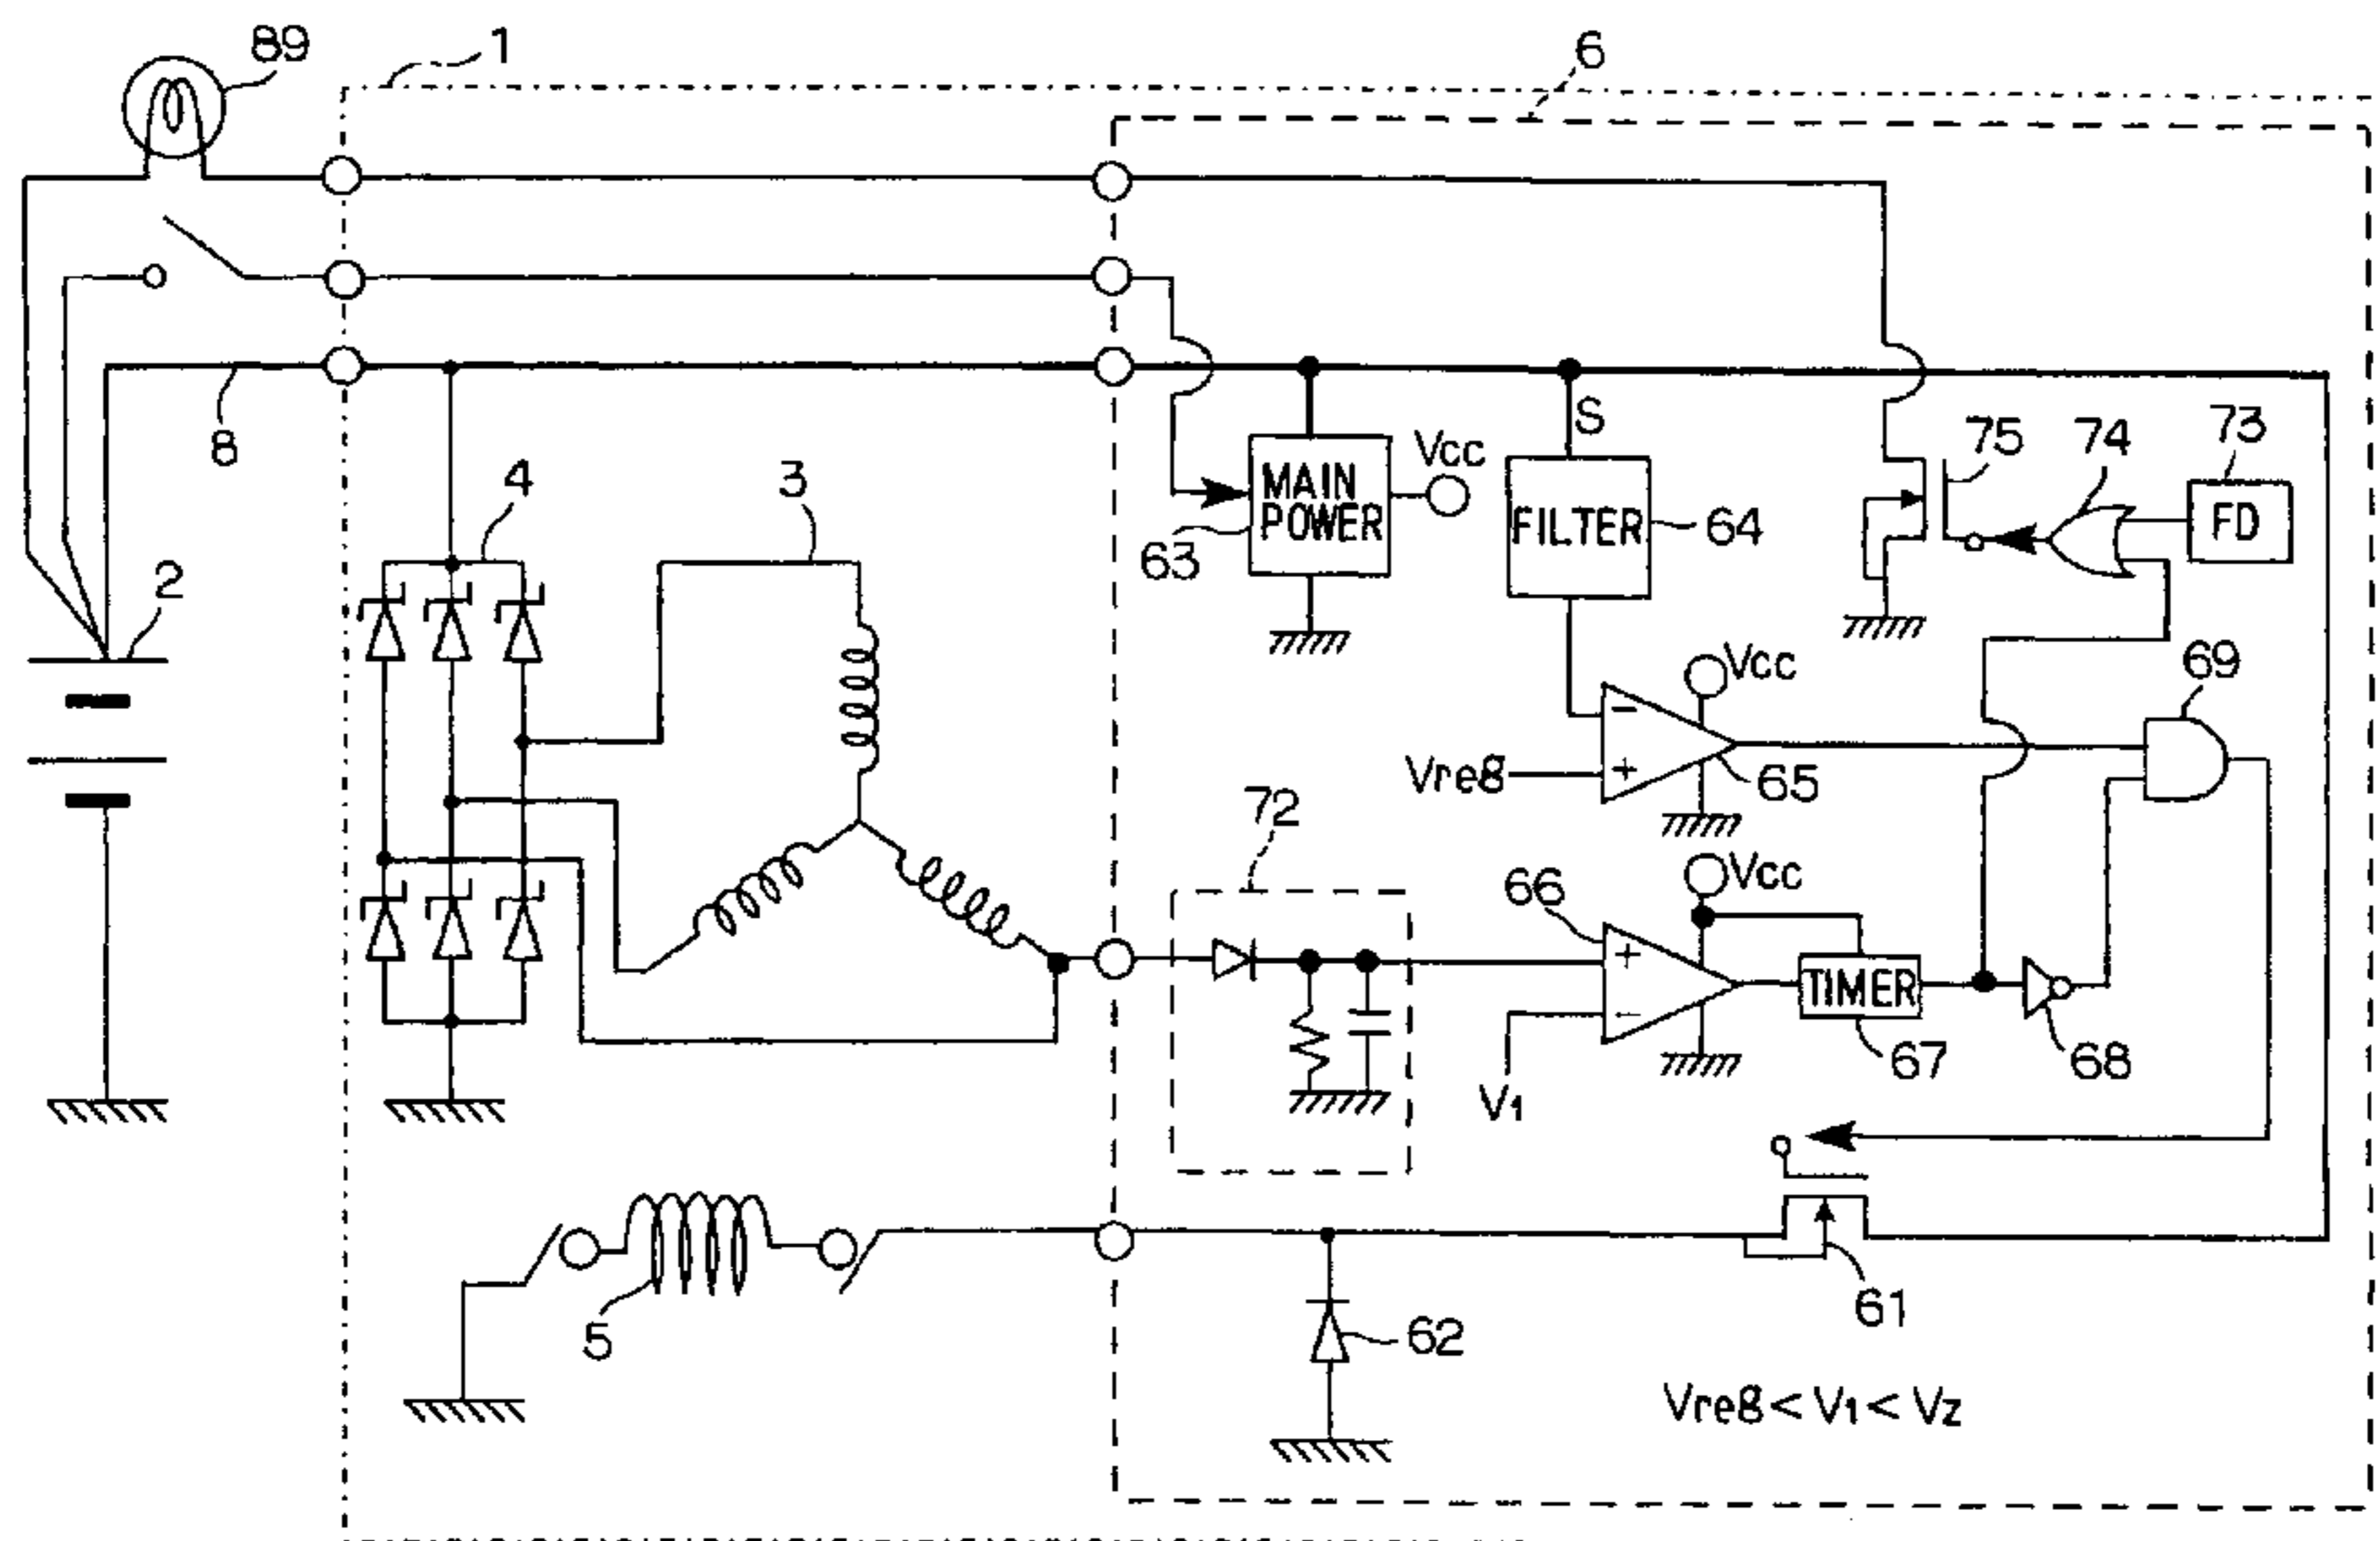 89
1
6
8
4
3
2
S
MAIN
POWER
Vcc
63
FILTER
64
75
74
73
FD
Vcc
69
Vreg
-
+
65
72
66
Vcc
+
-
TIMER
67
68
V1
5
62
61
Vreg < V1 < Vz